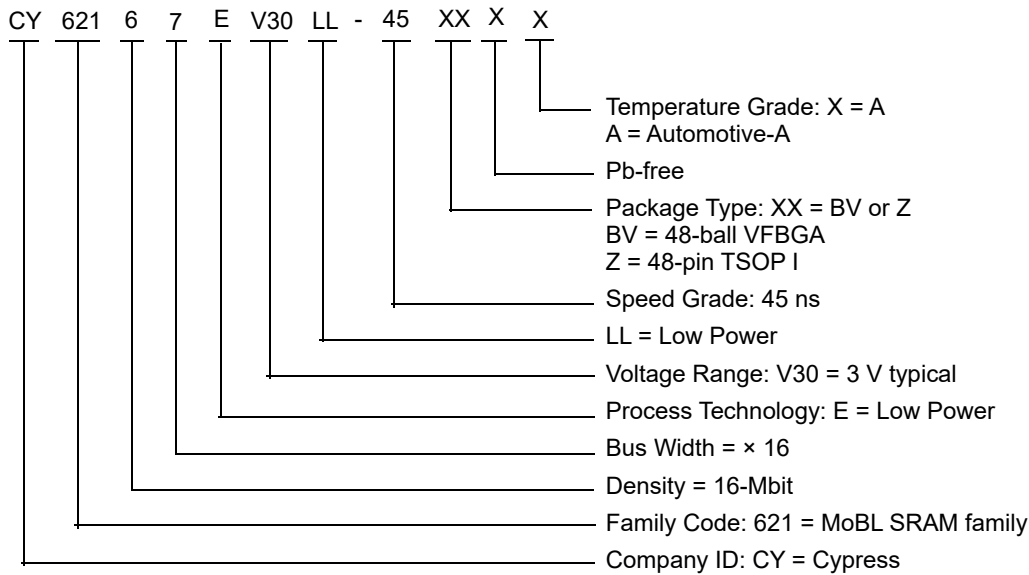 CY 621 6 7 E V30 LL - 45 XX X X
Temperature Grade: X = A
A = Automotive-A
Pb-free
Package Type: XX = BV or Z
BV = 48-ball VFBGA
Z = 48-pin TSOP I
Speed Grade: 45 ns
LL = Low Power
Voltage Range: V30 = 3 V typical
Process Technology: E = Low Power
Bus Width = × 16
Density = 16-Mbit
Family Code: 621 = MoBL SRAM family
Company ID: CY = Cypress